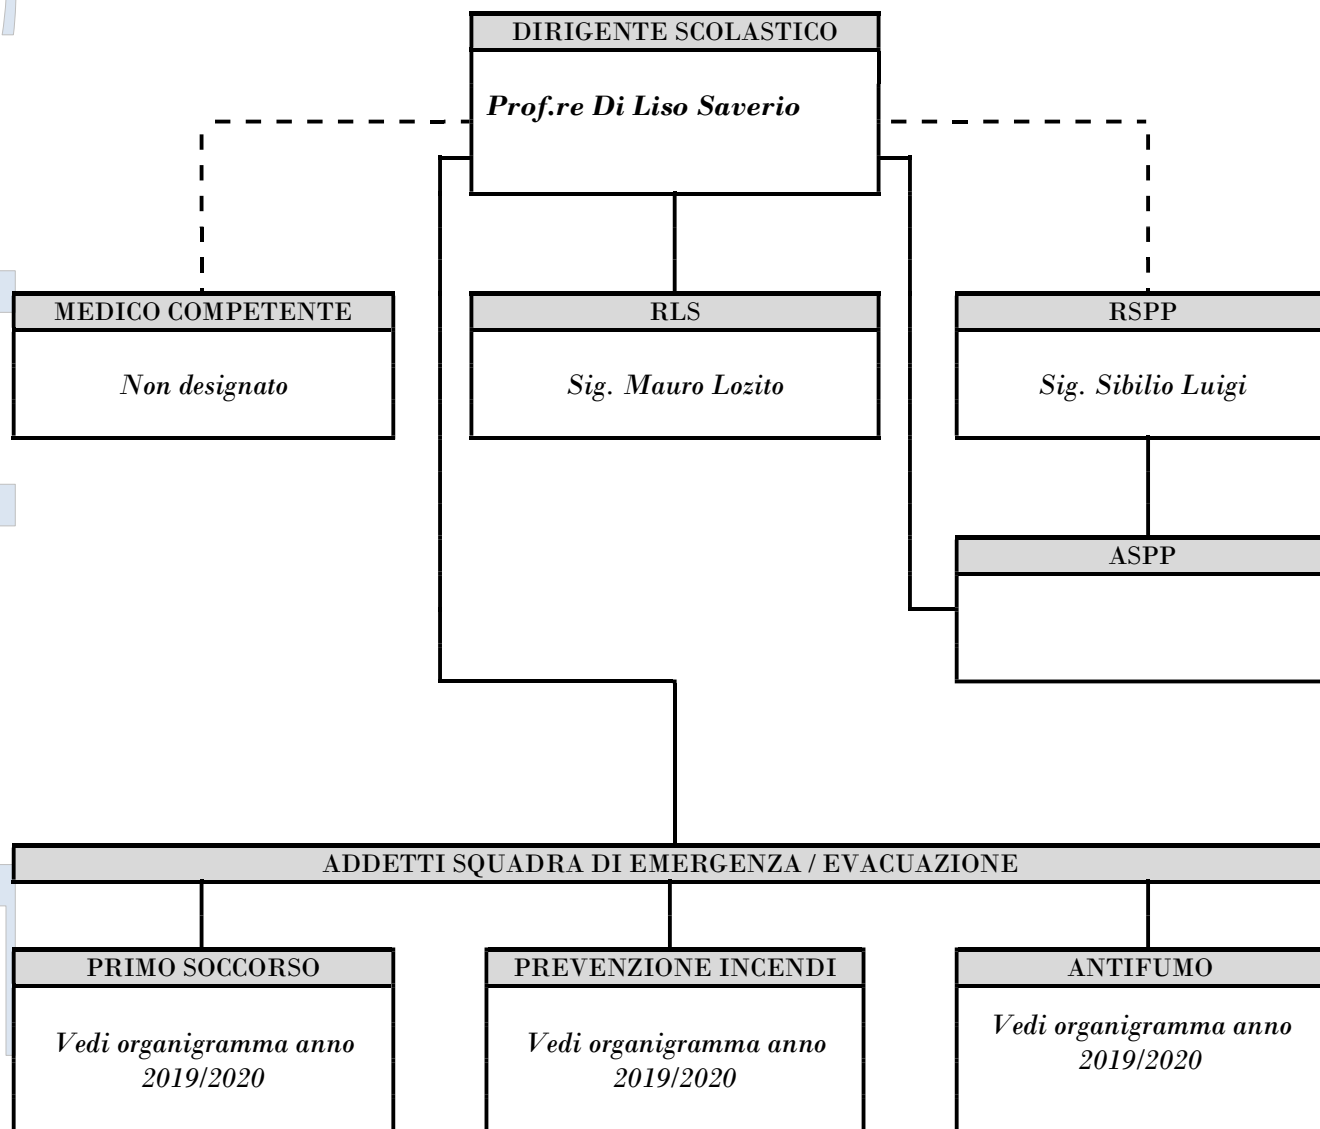 DIRIGENTE SCOLASTICO
Prof.re Di Liso Saverio
MEDICO COMPETENTE
Non designato
RLS
Sig. Mauro Lozito
RSPP
Sig. Sibilio Luigi
ASPP
ADDETTI SQUADRA DI EMERGENZA / EVACUAZIONE
PRIMO SOCCORSO
Vedi organigramma anno
2019/2020
PREVENZIONE INCENDI
Vedi organigramma anno
2019/2020
ANTIFUMO
Vedi organigramma anno
2019/2020